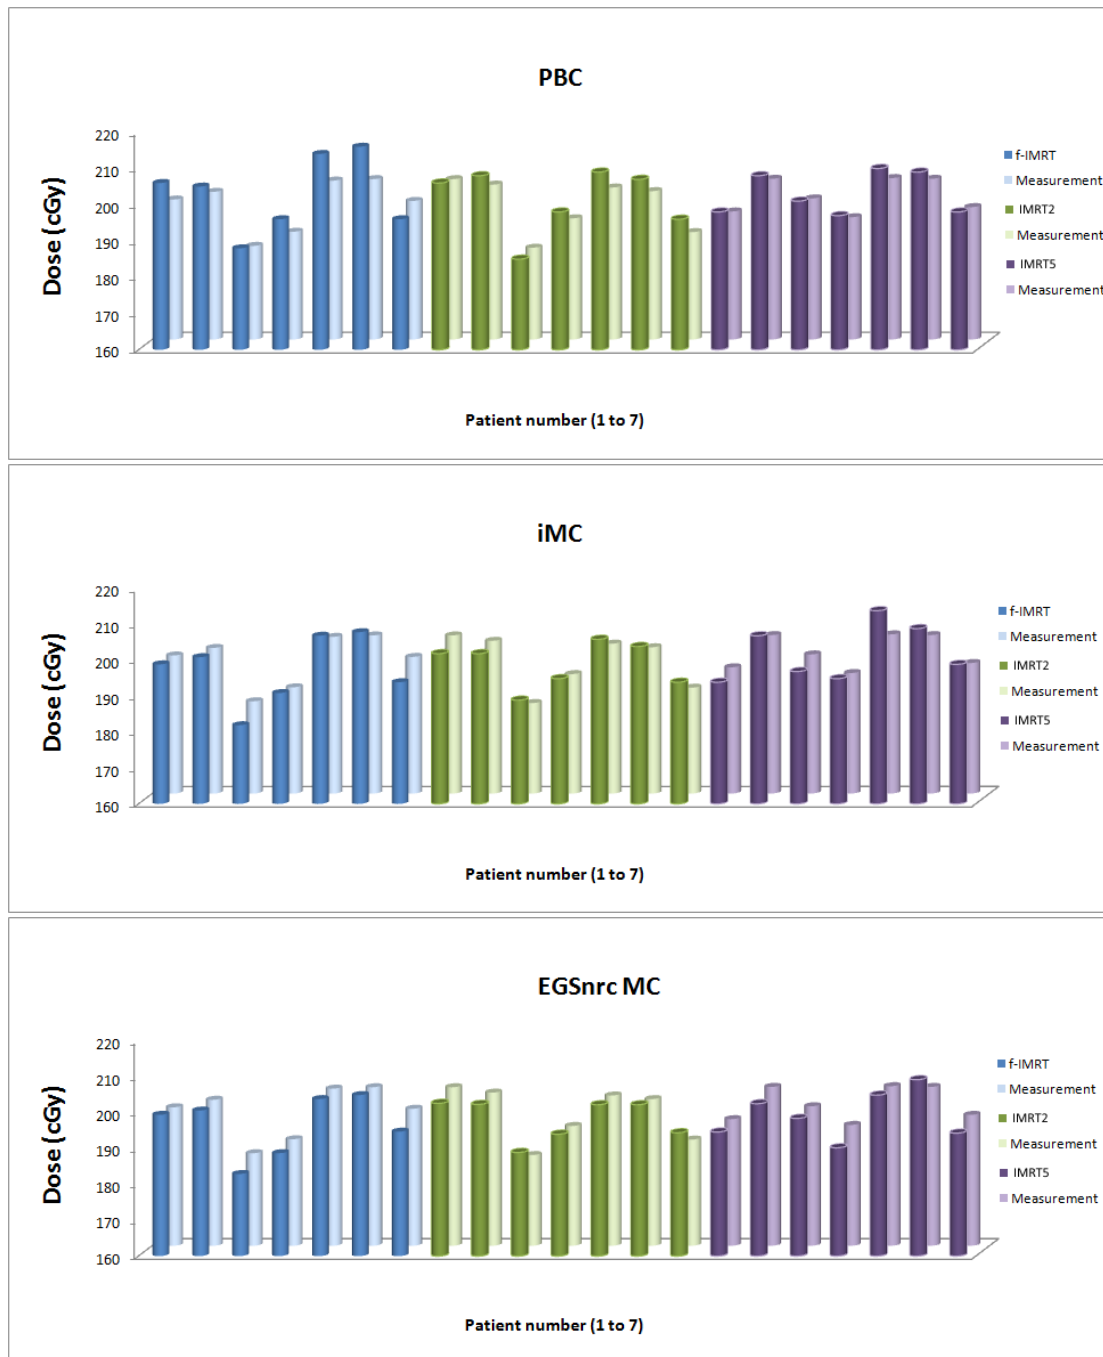 PBC
Dose (cGy)
220
210
200
190
180
170
160
f-IMRT
Measurement
IMRT2
Measurement
IMRT5
Measurement
Patient number (1 to 7)
iMC
Dose (cGy)
220
210
200
190
180
170
160
f-IMRT
Measurement
IMRT2
Measurement
IMRT5
Measurement
Patient number (1 to 7)
EGSnrc MC
Dose (cGy)
220
210
200
190
180
170
160
f-IMRT
Measurement
IMRT2
Measurement
IMRT5
Measurement
Patient number (1 to 7)